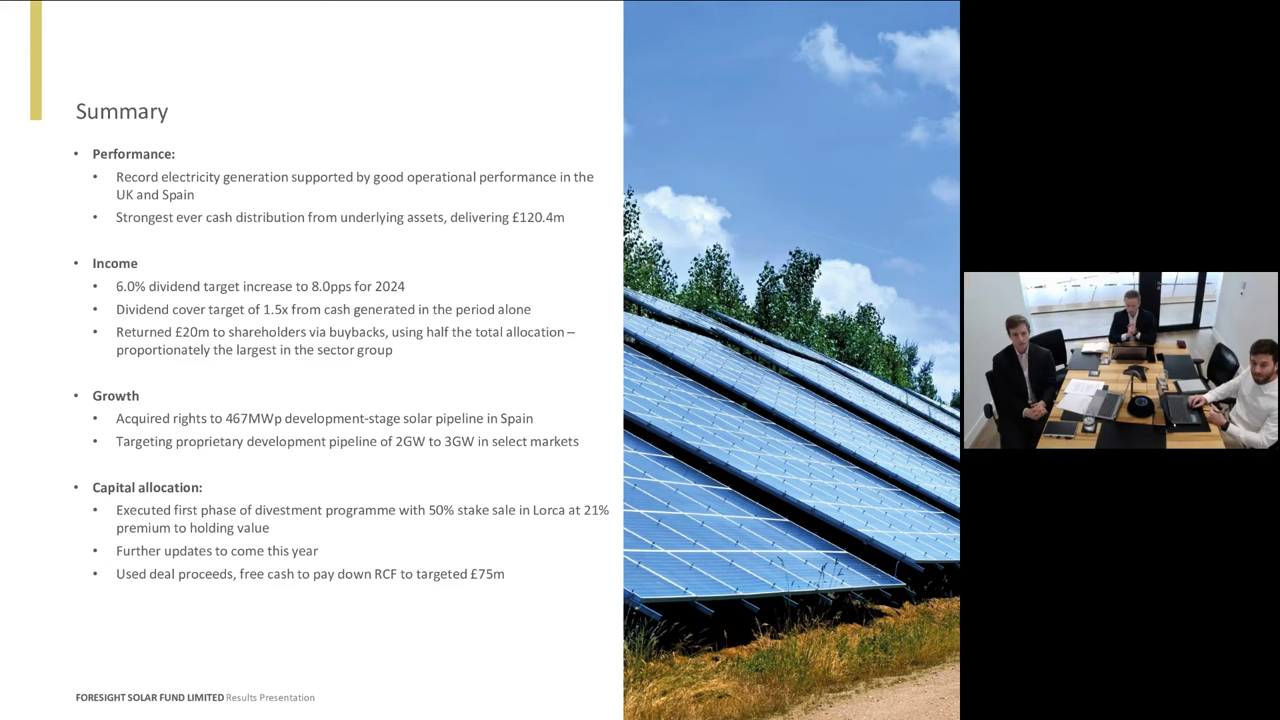 Summary
• Performance:
• Record electricity generation supported by good operational performance in the
UK and Spain
• Strongest ever cash distribution from underlying assets, delivering £120.4m
• Income
• 6.0% dividend target increase to 8.0pps for 2024
• Dividend cover target of 1.5x from cash generated in the period alone
• Returned £20m to shareholders via buybacks, using half the total allocation –
proportionately the largest in the sector group
• Growth
• Acquired rights to 467MWp development-stage solar pipeline in Spain
• Targeting proprietary development pipeline of 2GW to 3GW in select markets
• Capital allocation:
• Executed first phase of divestment programme with 50% stake sale in Lorca at 21%
premium to holding value
• Further updates to come this year
• Used deal proceeds, free cash to pay down RCF to targeted £75m
FORESIGHT SOLAR FUND LIMITED Results Presentation